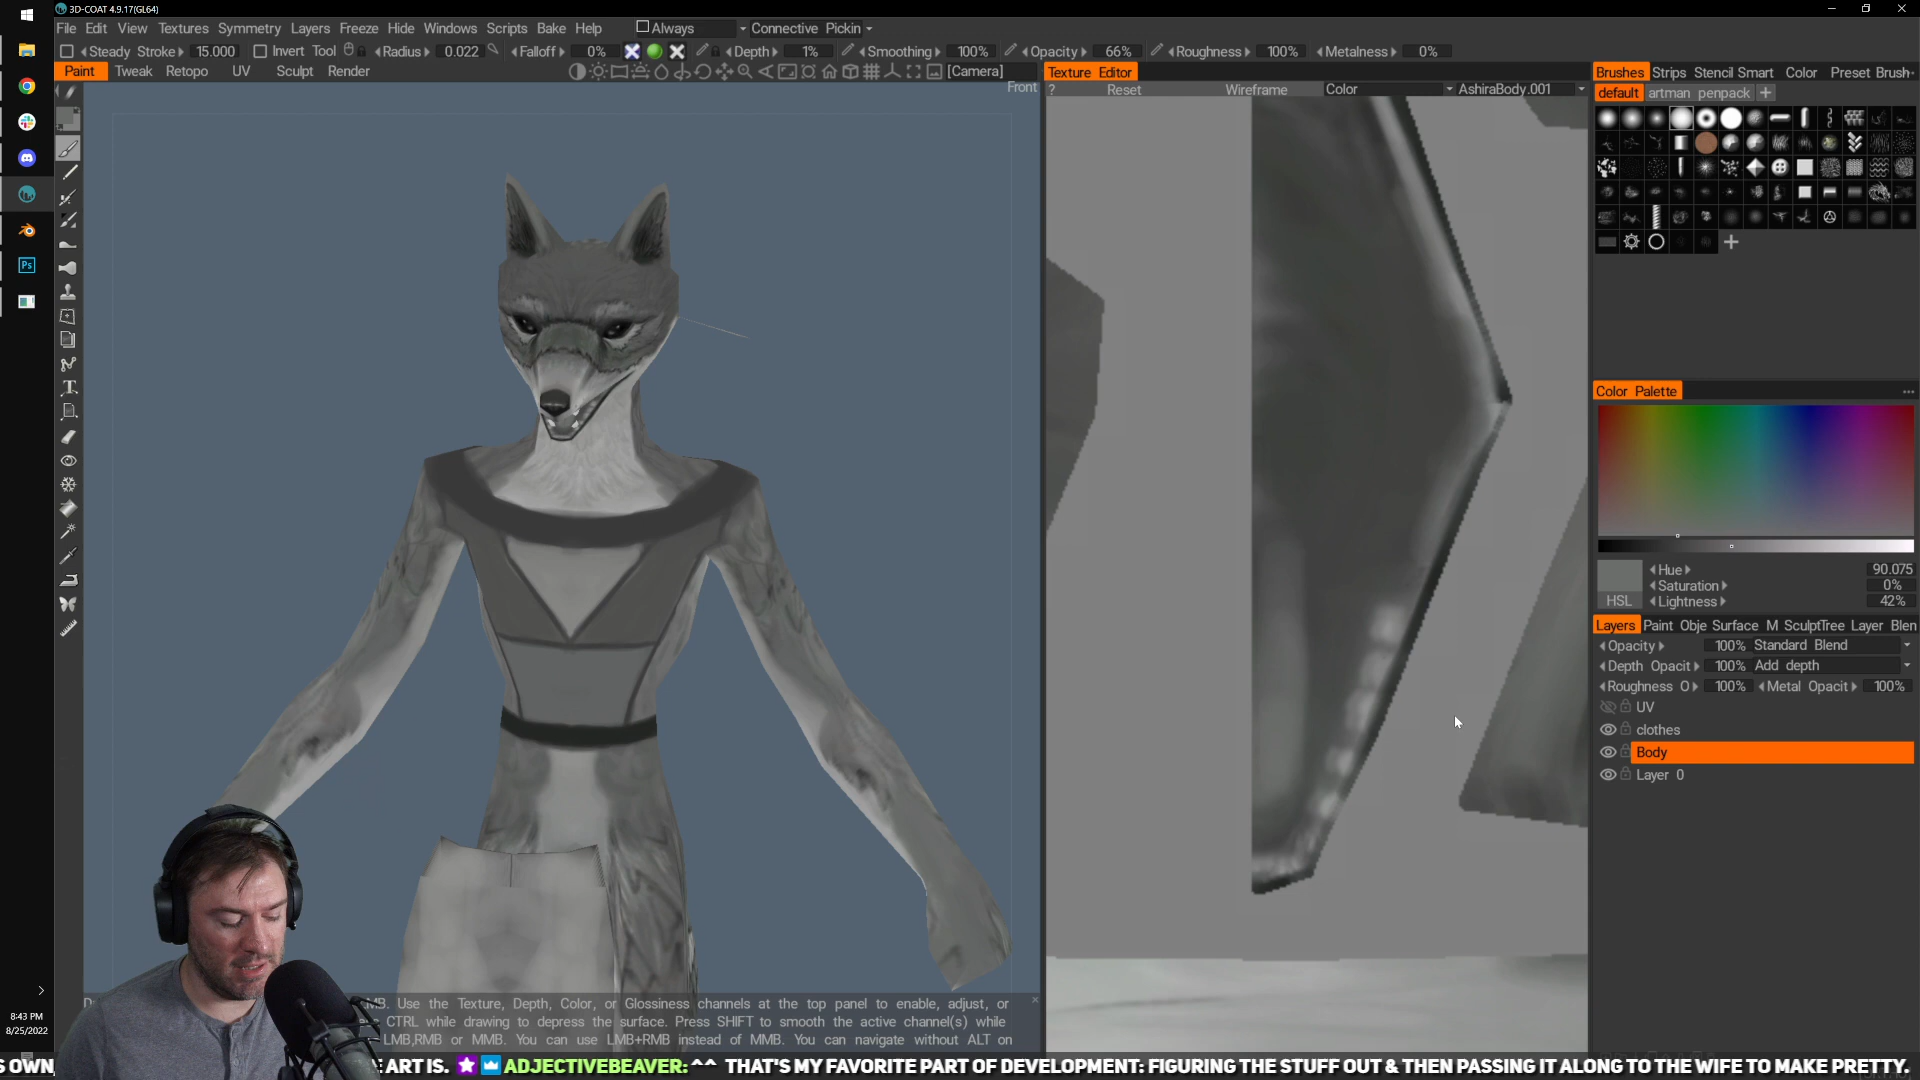 3D-COAT 4.9.17(GL64)
File Edit View Textures Symmetry Layers Freeze Hide Windows Scripts Bake Help Always Connective Pickin
Steady Stroke 15.000 Invert Tool Radius 0.022 Falloff 0% Depth 1% Smoothing 100% Opacity 66% Roughness 100% Metalness 0%
Paint Tweak Retopo UV Sculpt Render [Camera]
Front
Texture Editor
? Reset Wireframe Color AshiraBody.001
Brushes Strips Stencil Smart Color Preset Brush
default artman penpack +
Color Palette
Hue 90.075
Saturation 0%
HSL Lightness 42%
Layers Paint Obje Surface M SculptTree Layer Blen
Opacity 100% Standard Blend
Depth Opacit 100% Add depth
Roughness O 100% Metal Opacit 100%
UV
clothes
Body
Layer 0
MB. Use the Texture, Depth, Color, or Glossiness channels at the top panel to enable, adjust, or
CTRL while drawing to depress the surface. Press SHIFT to smooth the active channel(s) while
LMB,RMB or MMB. You can use LMB+RMB instead of MMB. You can navigate without ALT on
Ps
8:43 PM
8/25/2022
S OWN, E ART IS. ADJECTIVEBEAVER: ^^ THAT'S MY FAVORITE PART OF DEVELOPMENT: FIGURING THE STUFF OUT & THEN PASSING IT ALONG TO THE WIFE TO MAKE PRETTY.